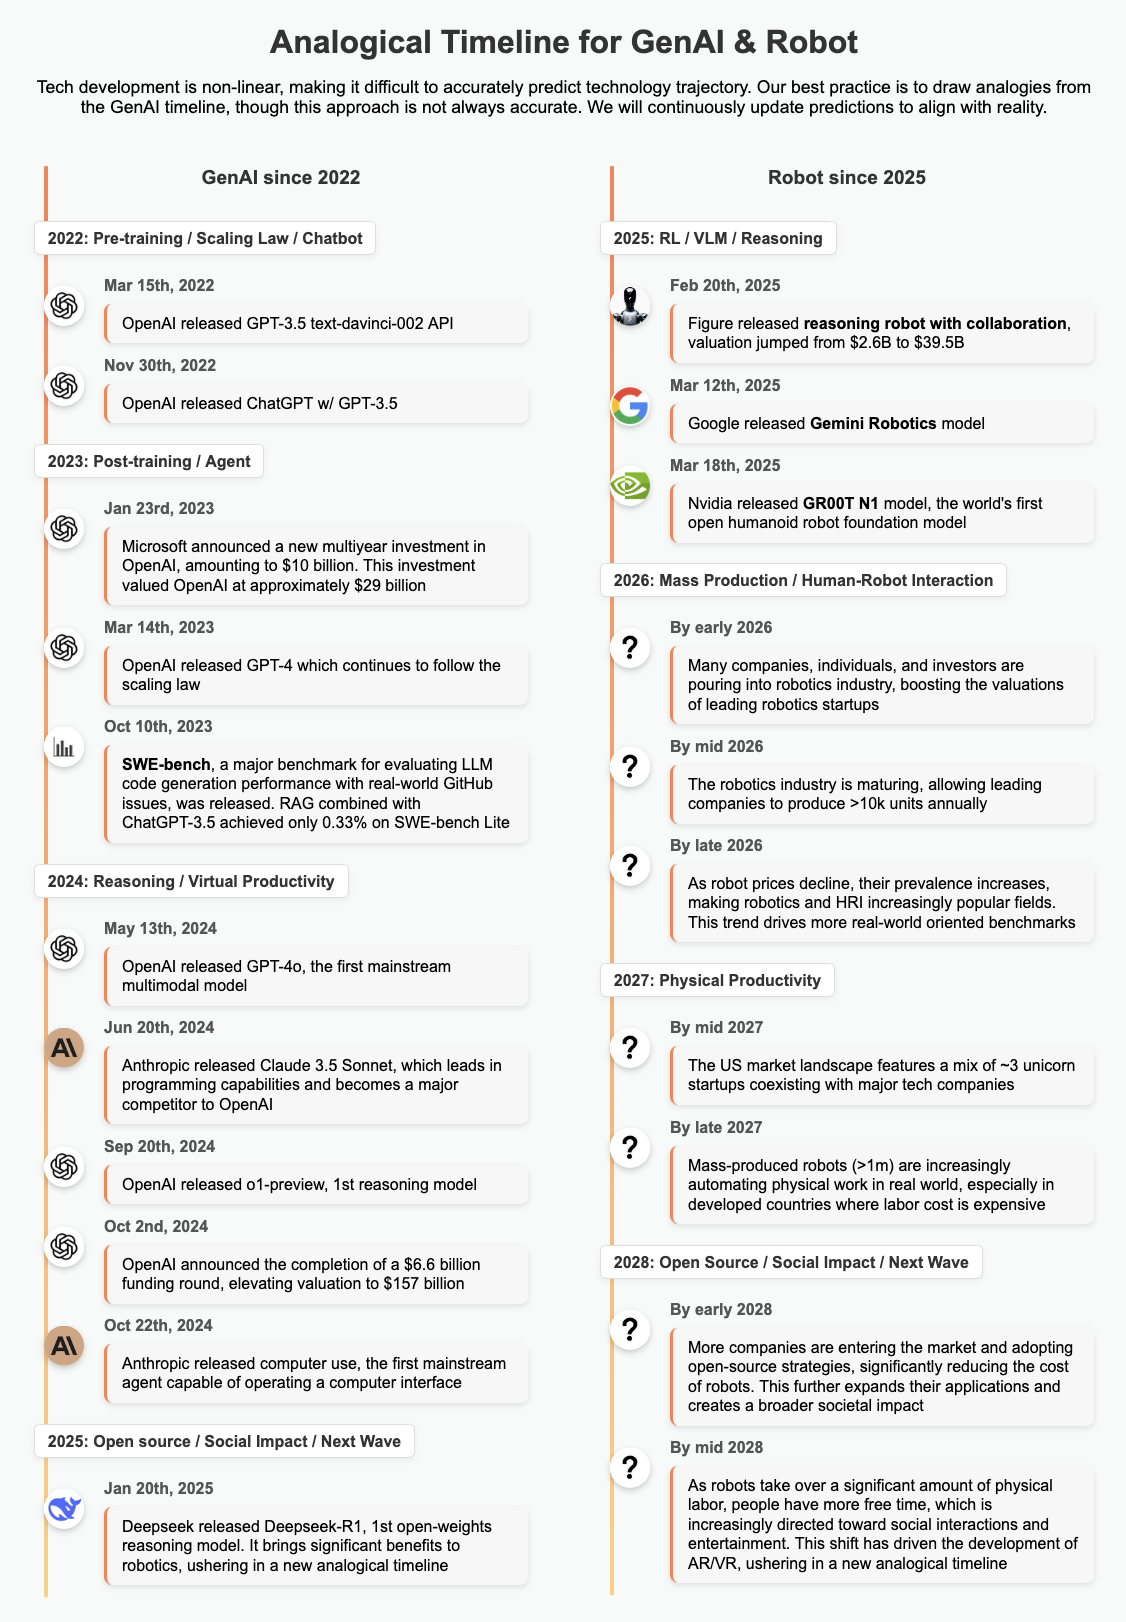 Analogical Timeline for GenAI & Robot
Tech development is non-linear, making it difficult to accurately predict technology trajectory. Our best practice is to draw analogies from
the GenAI timeline, though this approach is not always accurate. We will continuously update predictions to align with reality.
GenAI since 2022
2022: Pre-training / Scaling Law / Chatbot
Mar 15th, 2022
OpenAI released GPT-3.5 text-davinci-002 API
Nov 30th, 2022
OpenAI released ChatGPT w/ GPT-3.5
2023: Post-training / Agent
Jan 23rd, 2023
Microsoft announced a new multiyear investment in
OpenAI, amounting to $10 billion. This investment
valued OpenAI at approximately $29 billion
Mar 14th, 2023
OpenAI released GPT-4 which continues to follow the
scaling law
Oct 10th, 2023
SWE-bench, a major benchmark for evaluating LLM
code generation performance with real-world GitHub
issues, was released. RAG combined with
ChatGPT-3.5 achieved only 0.33% on SWE-bench Lite
2024: Reasoning / Virtual Productivity
May 13th, 2024
OpenAI released GPT-4o, the first mainstream
multimodal model
Jun 20th, 2024
Anthropic released Claude 3.5 Sonnet, which leads in
programming capabilities and becomes a major
competitor to OpenAI
Sep 20th, 2024
OpenAI released o1-preview, 1st reasoning model
Oct 2nd, 2024
OpenAI announced the completion of a $6.6 billion
funding round, elevating valuation to $157 billion
Oct 22th, 2024
Anthropic released computer use, the first mainstream
agent capable of operating a computer interface
2025: Open source / Social Impact / Next Wave
Jan 20th, 2025
Deepseek released Deepseek-R1, 1st open-weights
reasoning model. It brings significant benefits to
robotics, ushering in a new analogical timeline
Robot since 2025
2025: RL / VLM / Reasoning
Feb 20th, 2025
Figure released reasoning robot with collaboration,
valuation jumped from $2.6B to $39.5B
Mar 12th, 2025
Google released Gemini Robotics model
Mar 18th, 2025
Nvidia released GR00T N1 model, the world's first
open humanoid robot foundation model
2026: Mass Production / Human-Robot Interaction
By early 2026
?
Many companies, individuals, and investors are
pouring into robotics industry, boosting the valuations
of leading robotics startups
By mid 2026
?
The robotics industry is maturing, allowing leading
companies to produce >10k units annually
By late 2026
?
As robot prices decline, their prevalence increases,
making robotics and HRI increasingly popular fields.
This trend drives more real-world oriented benchmarks
2027: Physical Productivity
By mid 2027
?
The US market landscape features a mix of ~3 unicorn
startups coexisting with major tech companies
By late 2027
?
Mass-produced robots (>1m) are increasingly
automating physical work in real world, especially in
developed countries where labor cost is expensive
2028: Open Source / Social Impact / Next Wave
By early 2028
?
More companies are entering the market and adopting
open-source strategies, significantly reducing the cost
of robots. This further expands their applications and
creates a broader societal impact
By mid 2028
?
As robots take over a significant amount of physical
labor, people have more free time, which is
increasingly directed toward social interactions and
entertainment. This shift has driven the development of
AR/VR, ushering in a new analogical timeline